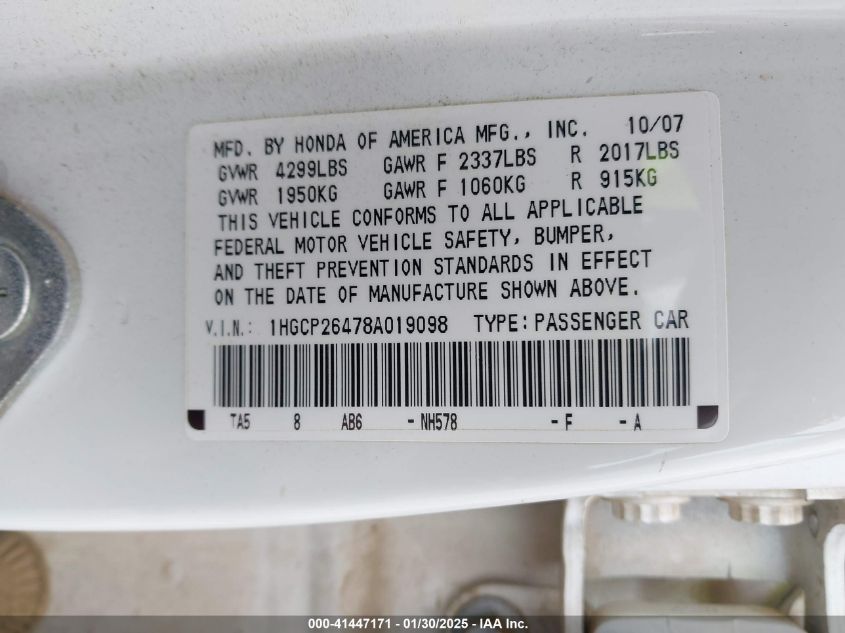 MFD. BY HONDA OF AMERICA MFG., INC. 10/07
GVWR 4299LBS GAWR F 2337LBS R 2017LBS
GVWR 1950KG GAWR F 1060KG R 915KG
THIS VEHICLE CONFORMS TO ALL APPLICABLE
FEDERAL MOTOR VEHICLE SAFETY, BUMPER,
AND THEFT PREVENTION STANDARDS IN EFFECT
ON THE DATE OF MANUFACTURE SHOWN ABOVE.
V.I.N.: 1HGCP26478A019098 TYPE: PASSENGER CAR
TA5 8 AB6 -NH578 -F -A
000-41447171 — 01/30/2025 - IAA Inc.